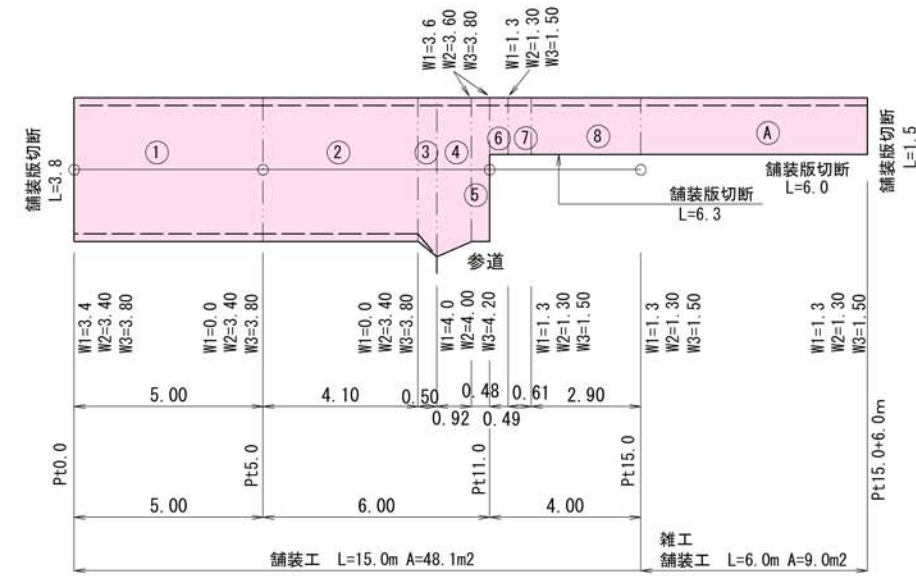 W1=3.6
W2=3.60
W3=3.80
W1=1.3
W2=1.30
W3=1.50
舗装版切断
L=3.8
①
②
③
④
⑤
⑥
⑦
⑧
A
舗装版切断
L=1.5
舗装版切断
L=6.0
舗装版切断
L=6.3
参道
W1=3.4
W2=3.40
W3=3.80
W1=0.0
W2=3.40
W3=3.80
W1=0.0
W2=3.40
W3=3.80
W1=4.0
W2=4.00
W3=4.20
W1=1.3
W2=1.30
W3=1.50
W1=1.3
W2=1.30
W3=1.50
W1=1.3
W2=1.30
W3=1.50
5.00
4.10
0.50
0.92
0.48
0.49
0.61
2.90
Pt0.0
Pt5.0
Pt11.0
Pt15.0
Pt15.0+6.0m
5.00
6.00
4.00
舗装工 L=15.0m A=48.1m2
雑工
舗装工 L=6.0m A=9.0m2